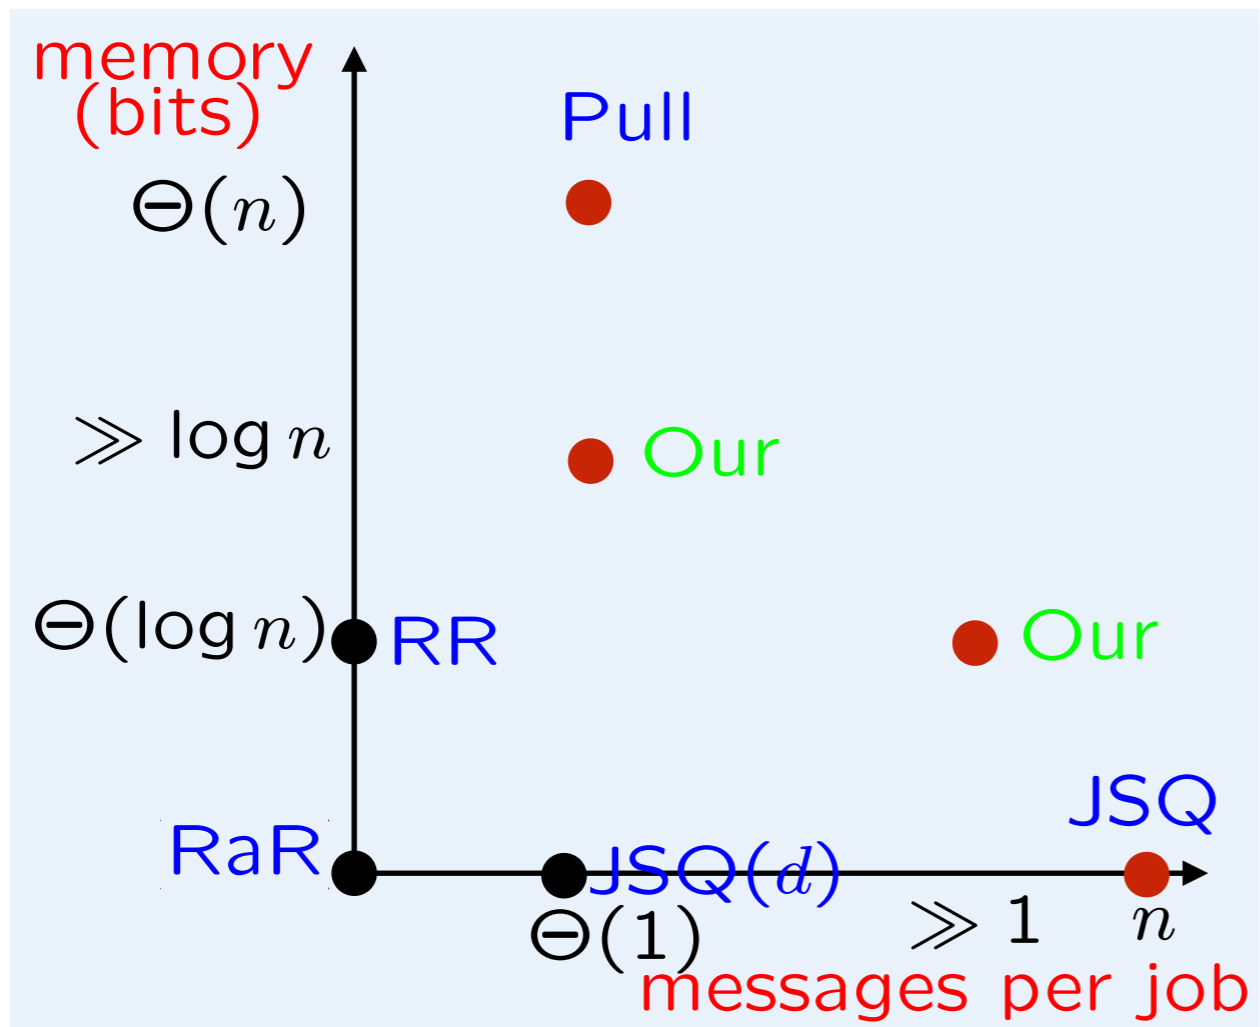 memory
(bits)
Pull
Θ(n)
≫ log n
Our
Θ(log n)
RR
Our
JSQ
RaR
JSQ(d)
Θ(1)
≫ 1
n
messages per job